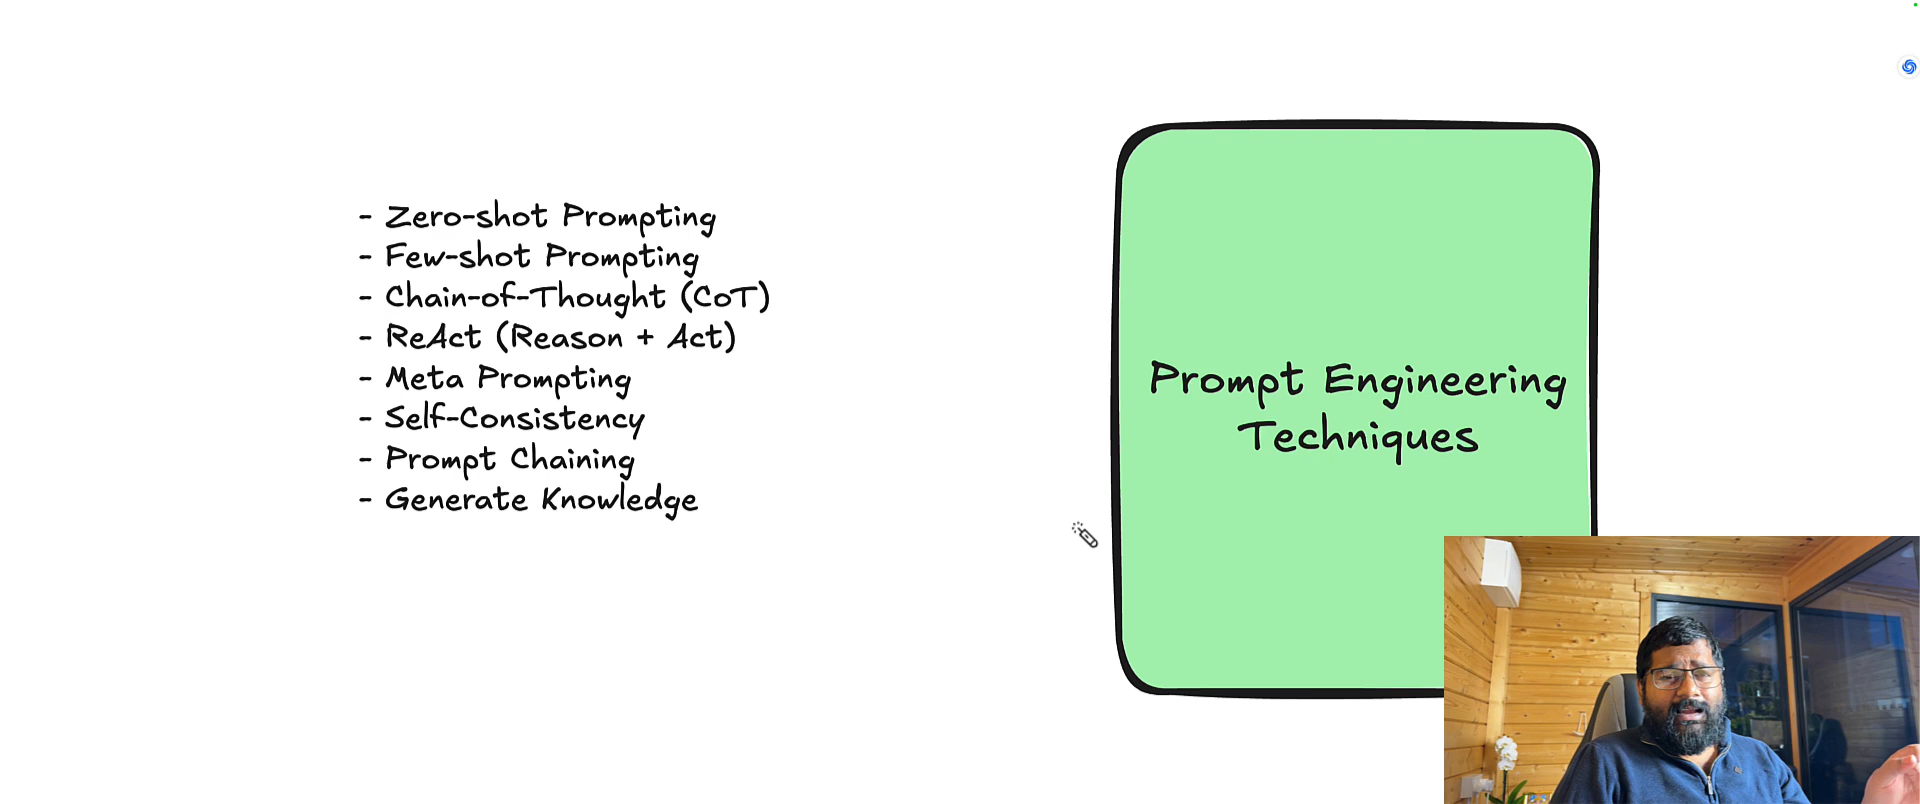 - Zero-shot Prompting
- Few-shot Prompting
- Chain-of-Thought (CoT)
- ReAct (Reason + Act)
- Meta Prompting
- Self-Consistency
- Prompt Chaining
- Generate Knowledge
Prompt Engineering
Techniques